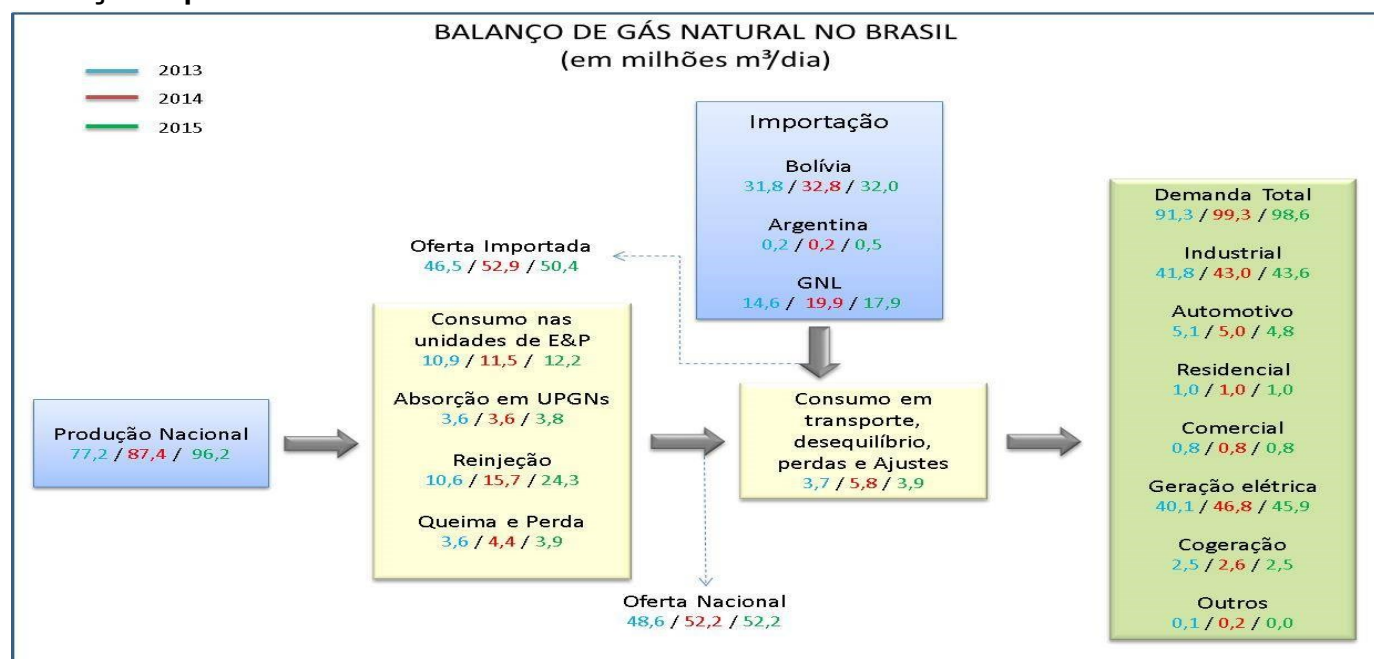 BALANÇO DE GÁS NATURAL NO BRASIL
(em milhões m³/dia)
2013
2014
2015
Importação
Bolívia
31,8 / 32,8 / 32,0
Argentina
0,2 / 0,2 / 0,5
GNL
14,6 / 19,9 / 17,9
Oferta Importada
46,5 / 52,9 / 50,4
Produção Nacional
77,2 / 87,4 / 96,2
Consumo nas
unidades de E&P
10,9 / 11,5 / 12,2
Absorção em UPGNs
3,6 / 3,6 / 3,8
Reinjeção
10,6 / 15,7 / 24,3
Queima e Perda
3,6 / 4,4 / 3,9
Oferta Nacional
48,6 / 52,2 / 52,2
Consumo em
transporte,
desequilíbrio,
perdas e Ajustes
3,7 / 5,8 / 3,9
Demanda Total
91,3 / 99,3 / 98,6
Industrial
41,8 / 43,0 / 43,6
Automotivo
5,1 / 5,0 / 4,8
Residencial
1,0 / 1,0 / 1,0
Comercial
0,8 / 0,8 / 0,8
Geração elétrica
40,1 / 46,8 / 45,9
Cogeração
2,5 / 2,6 / 2,5
Outros
0,1 / 0,2 / 0,0